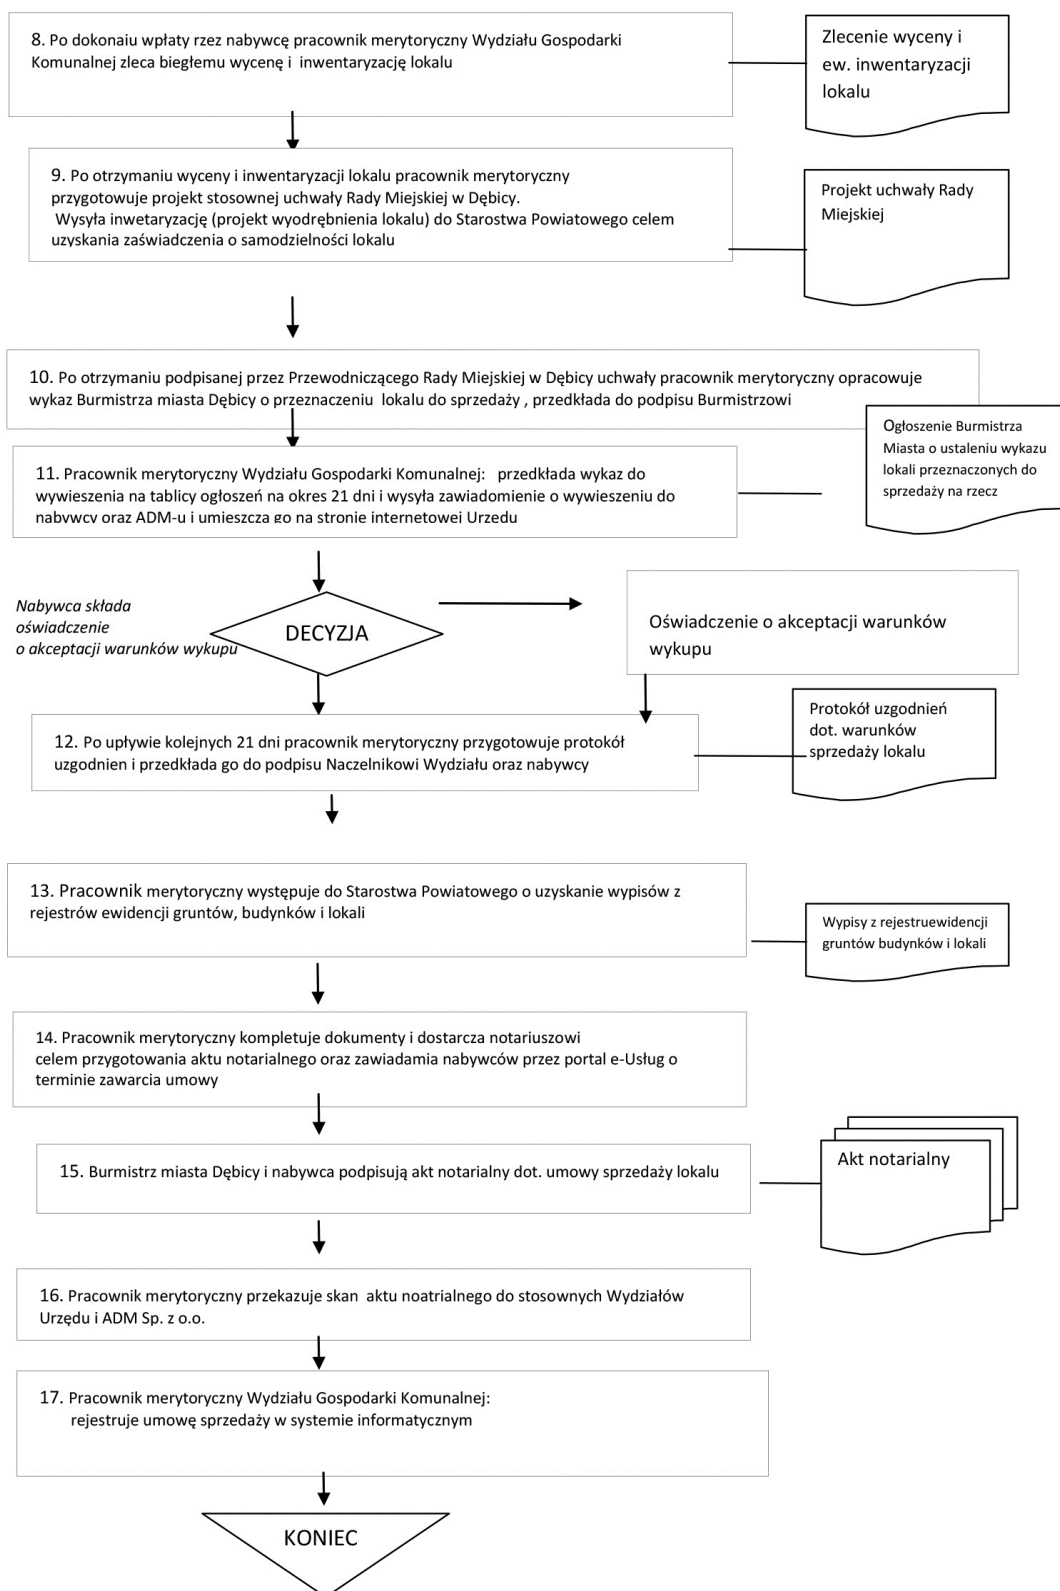 8. Po dokonaiu wpłaty rzez nabywcę pracownik merytoryczny Wydziału Gospodarki
Komunalnej zleca biegłemu wycenę i inwentaryzację lokalu
Zlecenie wyceny i
ew. inwentaryzacji
lokalu
9. Po otrzymaniu wyceny i inwentaryzacji lokalu pracownik merytoryczny
przygotowuje projekt stosownej uchwały Rady Miejskiej w Dębicy.
Wysyła inwetaryzację (projekt wyodrębnienia lokalu) do Starostwa Powiatowego celem
uzyskania zaświadczenia o samodzielności lokalu
Projekt uchwały Rady
Miejskiej
10. Po otrzymaniu podpisanej przez Przewodniczącego Rady Miejskiej w Dębicy uchwały pracownik merytoryczny opracowuje
wykaz Burmistrza miasta Dębicy o przeznaczeniu lokalu do sprzedaży , przedkłada do podpisu Burmistrzowi
Ogłoszenie Burmistrza
Miasta o ustaleniu wykazu
lokali przeznaczonych do
sprzedaży na rzecz
11. Pracownik merytoryczny Wydziału Gospodarki Komunalnej: przedkłada wykaz do
wywieszenia na tablicy ogłoszeń na okres 21 dni i wysyła zawiadomienie o wywieszeniu do
nabywcy oraz ADM-u i umieszcza go na stronie internetowej Urzędu
Nabywca składa
oświadczenie
o akceptacji warunków wykupu
DECYZJA
Oświadczenie o akceptacji warunków
wykupu
12. Po upływie kolejnych 21 dni pracownik merytoryczny przygotowuje protokół
uzgodnien i przedkłada go do podpisu Naczelnikowi Wydziału oraz nabywcy
Protokół uzgodnień
dot. warunków
sprzedaży lokalu
13. Pracownik merytoryczny występuje do Starostwa Powiatowego o uzyskanie wypisów z
rejestrów ewidencji gruntów, budynków i lokali
Wypisy z rejestruewidencji
gruntów budynków i lokali
14. Pracownik merytoryczny kompletuje dokumenty i dostarcza notariuszowi
celem przygotowania aktu notarialnego oraz zawiadamia nabywców przez portal e-Usług o
terminie zawarcia umowy
15. Burmistrz miasta Dębicy i nabywca podpisują akt notarialny dot. umowy sprzedaży lokalu
Akt notarialny
16. Pracownik merytoryczny przekazuje skan aktu noatrialnego do stosownych Wydziałów
Urzędu i ADM Sp. z o.o.
17. Pracownik merytoryczny Wydziału Gospodarki Komunalnej:
rejestruje umowę sprzedaży w systemie informatycznym
KONIEC